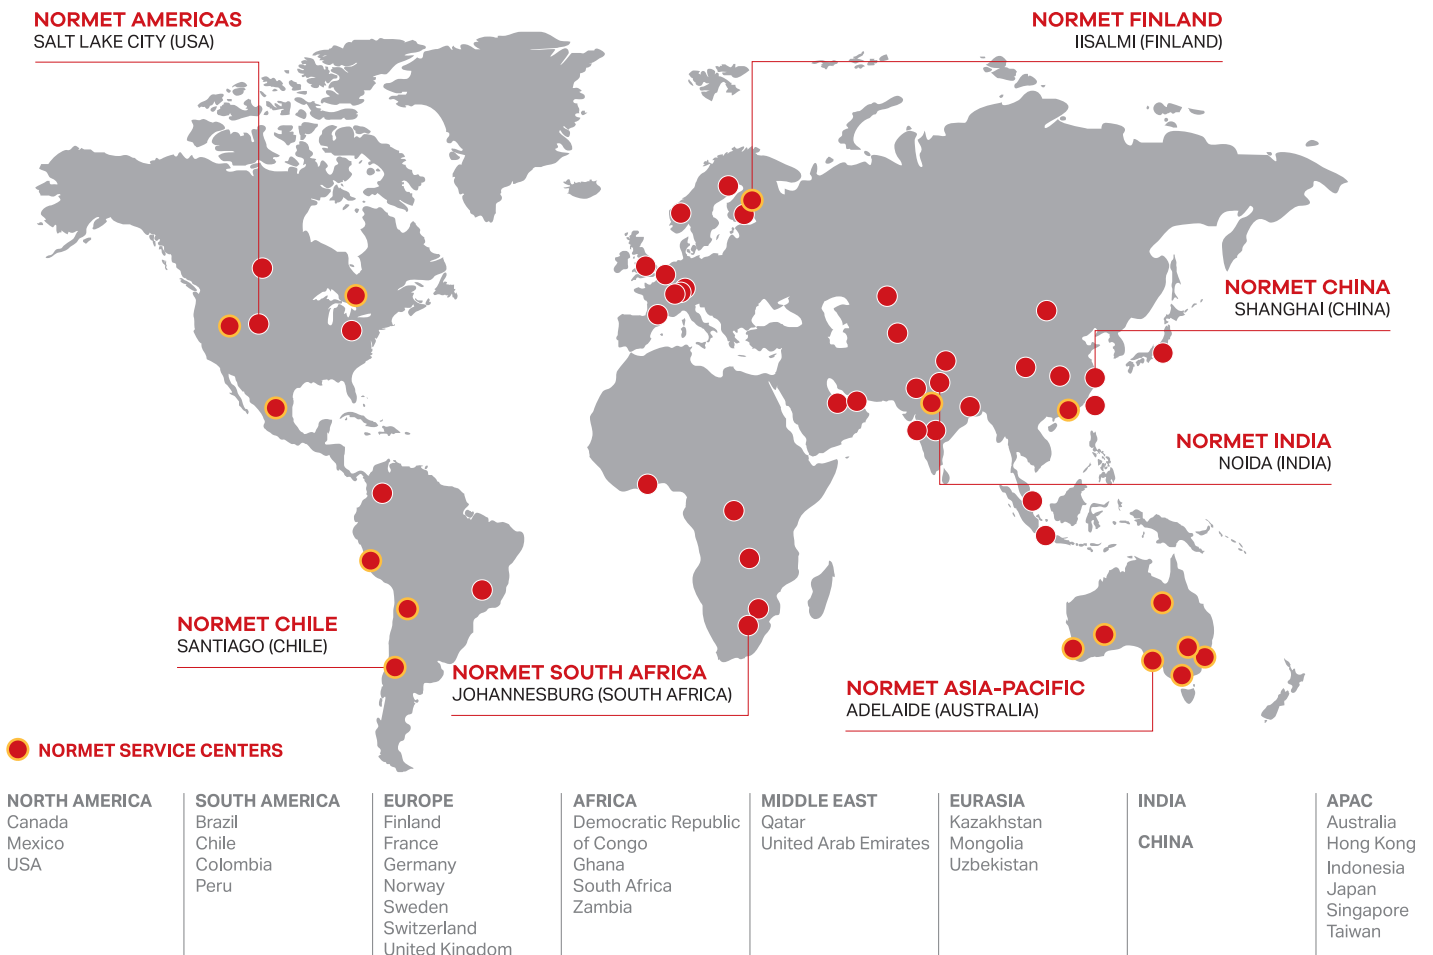 NORMET AMERICAS
SALT LAKE CITY (USA)
NORMET FINLAND
IISALMI (FINLAND)
NORMET CHINA
SHANGHAI (CHINA)
NORMET INDIA
NOIDA (INDIA)
NORMET CHILE
SANTIAGO (CHILE)
NORMET SOUTH AFRICA
JOHANNESBURG (SOUTH AFRICA)
NORMET ASIA-PACIFIC
ADELAIDE (AUSTRALIA)
NORMET SERVICE CENTERS
NORTH AMERICA
Canada
Mexico
USA
SOUTH AMERICA
Brazil
Chile
Colombia
Peru
EUROPE
Finland
France
Germany
Norway
Sweden
Switzerland
United Kingdom
AFRICA
Democratic Republic
of Congo
Ghana
South Africa
Zambia
MIDDLE EAST
Qatar
United Arab Emirates
EURASIA
Kazakhstan
Mongolia
Uzbekistan
INDIA
CHINA
APAC
Australia
Hong Kong
Indonesia
Japan
Singapore
Taiwan